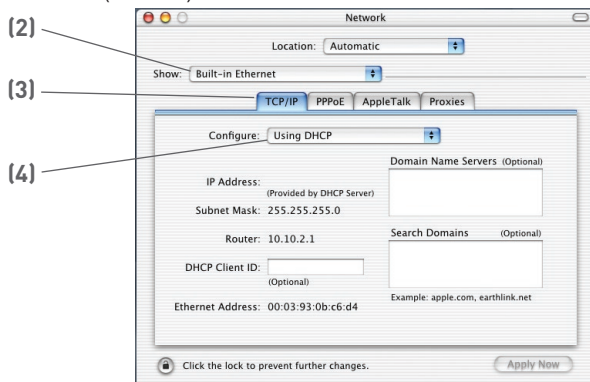 Network
(2)
Location: Automatic
Show: Built-in Ethernet
(3)
TCP/IP PPPoE AppleTalk Proxies
Configure: Using DHCP
(4)
Domain Name Servers (Optional)
IP Address:
(Provided by DHCP Server)
Subnet Mask: 255.255.255.0
Router: 10.10.2.1
Search Domains (Optional)
DHCP Client ID:
(Optional)
Example: apple.com, earthlink.net
Ethernet Address: 00:03:93:0b:c6:d4
Click the lock to prevent further changes.
Apply Now